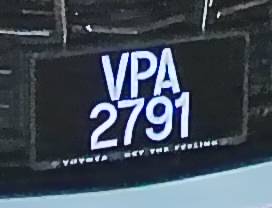 VPA
2791
TOYOTA GET THE FEELING